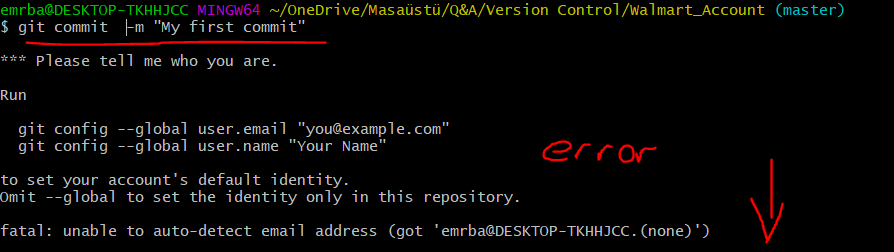 emrba@DESKTOP-TKHHJCC MINGW64 ~/OneDrive/Masaüstü/Q&A/Version Control/Walmart_Account (master)
$ git commit  -m "My first commit"
*** Please tell me who you are.
Run
  git config --global user.email "you@example.com"
  git config --global user.name "Your Name"
error
to set your account's default identity.
Omit --global to set the identity only in this repository.
fatal: unable to auto-detect email address (got 'emrba@DESKTOP-TKHHJCC.(none)')